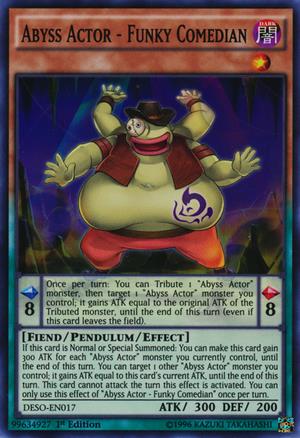 ABYSS ACTOR - FUNKY COMEDIAN
DARK
闇
Once per turn: You can Tribute 1 "Abyss Actor"
monster, then target 1 "Abyss Actor" monster you
control; it gains ATK equal to the original ATK of the
Tributed monster, until the end of this turn (even if
this card leaves the field).
8
8
[FIEND/PENDULUM/EFFECT]
If this card is Normal or Special Summoned: You can make this card gain
300 ATK for each "Abyss Actor" monster you currently control, until
the end of this turn. You can target 1 other "Abyss Actor" monster you
control; it gains ATK equal to this card's current ATK, until the end of this
turn. This card cannot attack the turn this effect is activated. You can
only use this effect of "Abyss Actor - Funky Comedian" once per turn.
DESO-EN017
ATK/ 300 DEF/ 200
99634927
1st Edition
©1996 KAZUKI TAKAHASHI